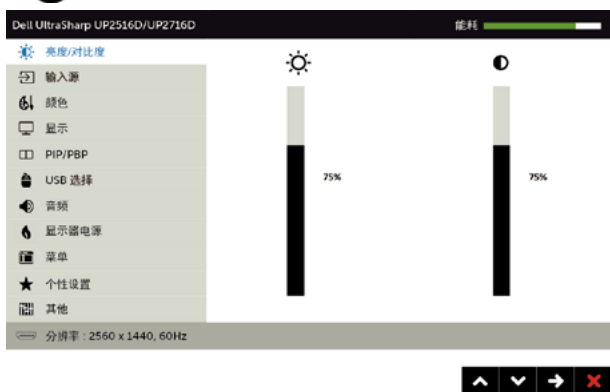 Dell UltraSharp UP2516D/UP2716D
能耗
亮度/对比度
输入源
颜色
显示
PIP/PBP
USB 选择
音频
显示器电源
菜单
个性设置
其他
75%
75%
分辨率 : 2560 x 1440, 60Hz